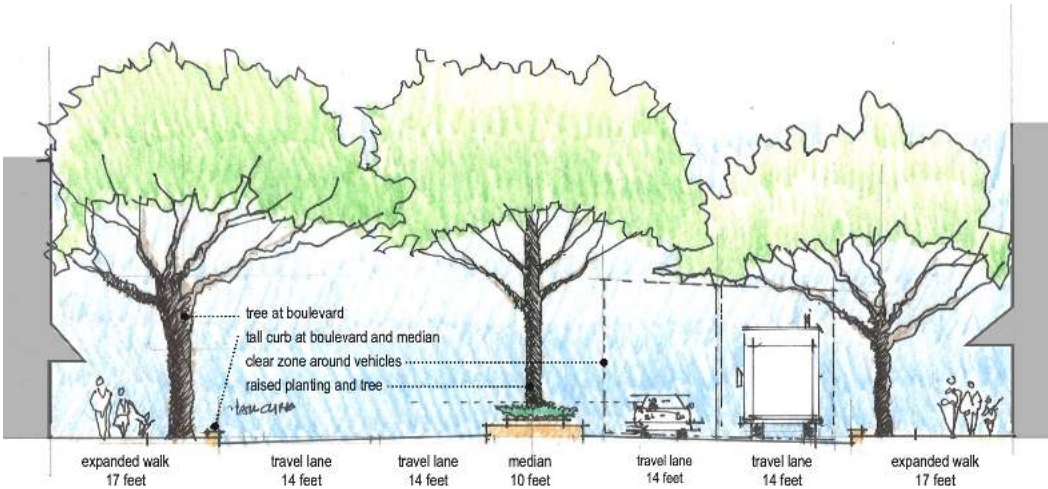 tree at boulevard
tall curb at boulevard and median
clear zone around vehicles
raised planting and tree
expanded walk
17 feet
travel lane
14 feet
travel lane
14 feet
median
10 feet
travel lane
14 feet
travel lane
14 feet
expanded walk
17 feet